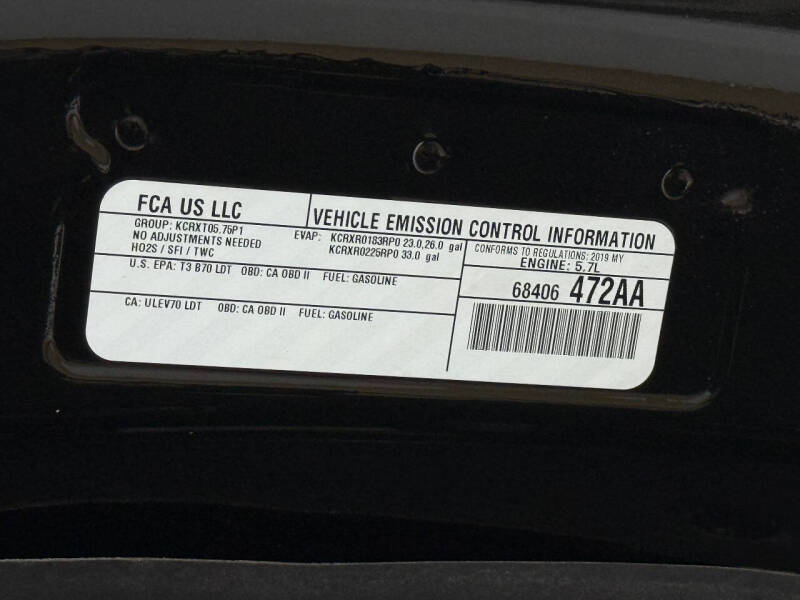 FCA US LLC
VEHICLE EMISSION CONTROL INFORMATION
GROUP: KCRXT05.75P1
NO ADJUSTMENTS NEEDED
HO2S / SFI / TWC
EVAP: KCRXR0183RP0 23.0,26.0 gal
KCRXR0225RP0 33.0 gal
CONFORMS TO REGULATIONS: 2019 MY
ENGINE: 5.7L
U.S. EPA: T3 B70 LDT OBD: CA OBD II FUEL: GASOLINE
CA: ULEV70 LDT OBD: CA OBD II FUEL: GASOLINE
68406 472AA